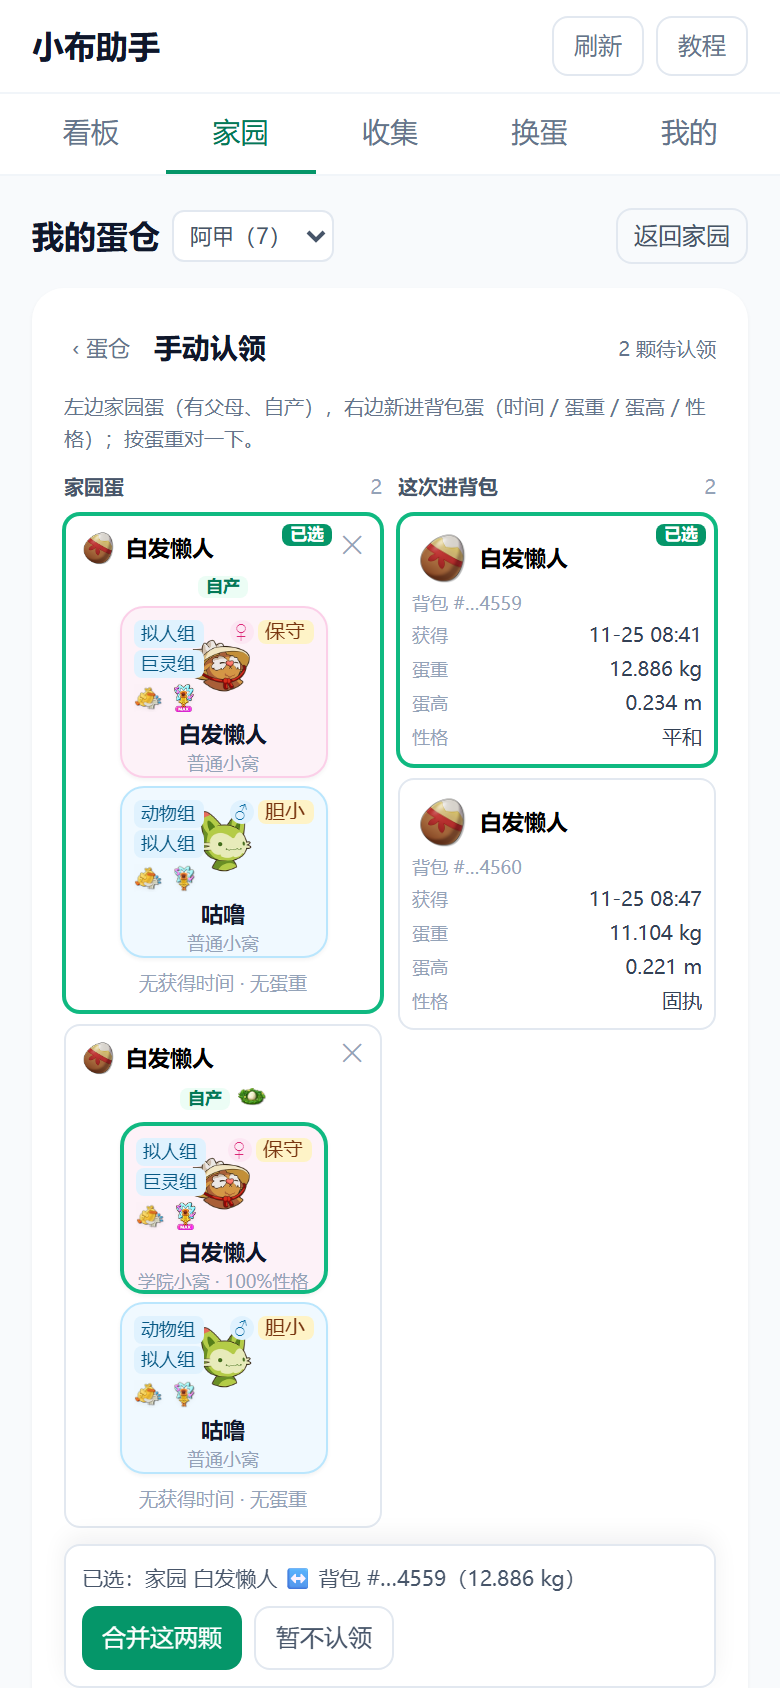 小布助手
刷新
教程
看板
家园
收集
换蛋
我的
我的蛋仓
阿甲（7）
返回家园
‹ 蛋仓
手动认领
2 颗待认领
左边家园蛋（有父母、自产），右边新进背包蛋（时间 / 蛋重 / 蛋高 / 性
格）；按蛋重对一下。
家园蛋
2
已选
白发懒人
自产
拟人组
♀
保守
巨灵组
MAX
白发懒人
普通小窝
动物组
♂
胆小
拟人组
咕噜
普通小窝
无获得时间 · 无蛋重
白发懒人
自产
拟人组
♀
保守
巨灵组
MAX
白发懒人
学院小窝 · 100%性格
动物组
♂
胆小
拟人组
咕噜
普通小窝
无获得时间 · 无蛋重
这次进背包
2
已选
白发懒人
背包 #...4559
获得 11-25 08:41
蛋重 12.886 kg
蛋高 0.234 m
性格 平和
白发懒人
背包 #...4560
获得 11-25 08:47
蛋重 11.104 kg
蛋高 0.221 m
性格 固执
已选：家园 白发懒人 ↔ 背包 #...4559（12.886 kg）
合并这两颗
暂不认领